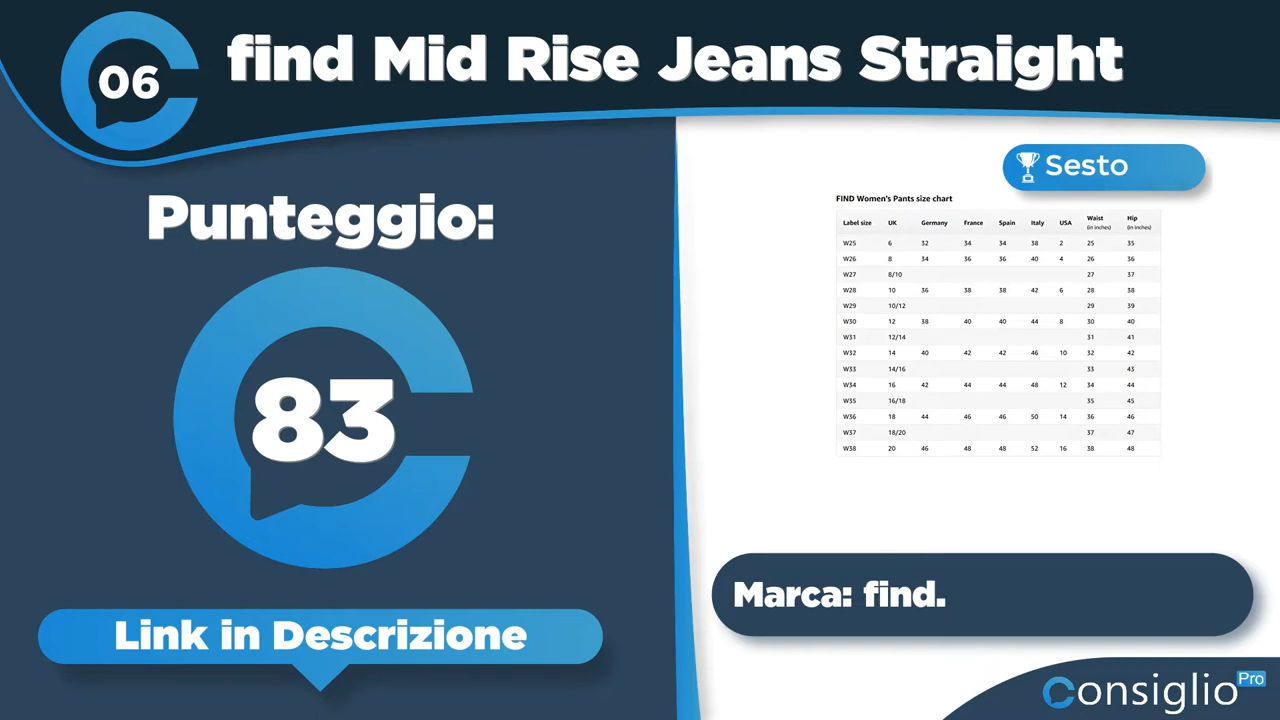 06
find Mid Rise Jeans Straight
Punteggio:
83
Link in Descrizione
Sesto
FIND Women's Pants size chart
Label size UK Germany France Spain Italy USA Waist (in inches) Hip (in inches)
W25 6 32 34 34 38 2 25 35
W26 8 34 36 36 40 4 26 36
W27 8/10 27 37
W28 10 36 38 38 42 6 28 38
W29 10/12 29 39
W30 12 38 40 40 44 8 30 40
W31 12/14 31 41
W32 14 40 42 42 46 10 32 42
W33 14/16 33 43
W34 16 42 44 44 48 12 34 44
W35 16/18 35 45
W36 18 44 46 46 50 14 36 46
W37 18/20 37 47
W38 20 46 48 48 52 16 38 48
Marca: find.
Consiglio Pro